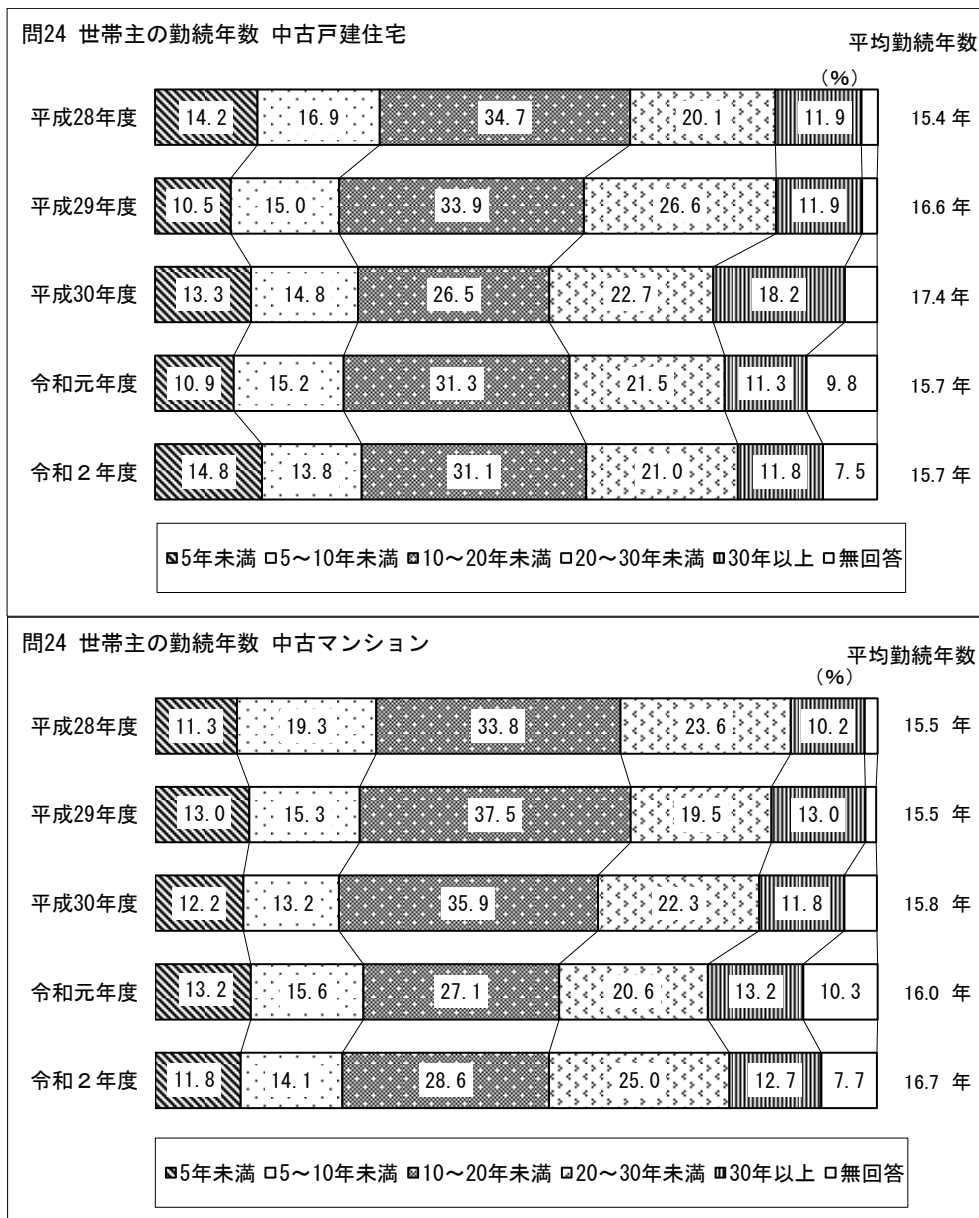 問24 世帯主の勤続年数 中古戸建住宅
平均勤続年数
（％）
平成28年度 14.2 16.9 34.7 20.1 11.9 15.4 年
平成29年度 10.5 15.0 33.9 26.6 11.9 16.6 年
平成30年度 13.3 14.8 26.5 22.7 18.2 17.4 年
令和元年度 10.9 15.2 31.3 21.5 11.3 9.8 15.7 年
令和２年度 14.8 13.8 31.1 21.0 11.8 7.5 15.7 年
5年未満 5～10年未満 10～20年未満 20～30年未満 30年以上 無回答
問24 世帯主の勤続年数 中古マンション
平均勤続年数
（％）
平成28年度 11.3 19.3 33.8 23.6 10.2 15.5 年
平成29年度 13.0 15.3 37.5 19.5 13.0 15.5 年
平成30年度 12.2 13.2 35.9 22.3 11.8 15.8 年
令和元年度 13.2 15.6 27.1 20.6 13.2 10.3 16.0 年
令和２年度 11.8 14.1 28.6 25.0 12.7 7.7 16.7 年
5年未満 5～10年未満 10～20年未満 20～30年未満 30年以上 無回答